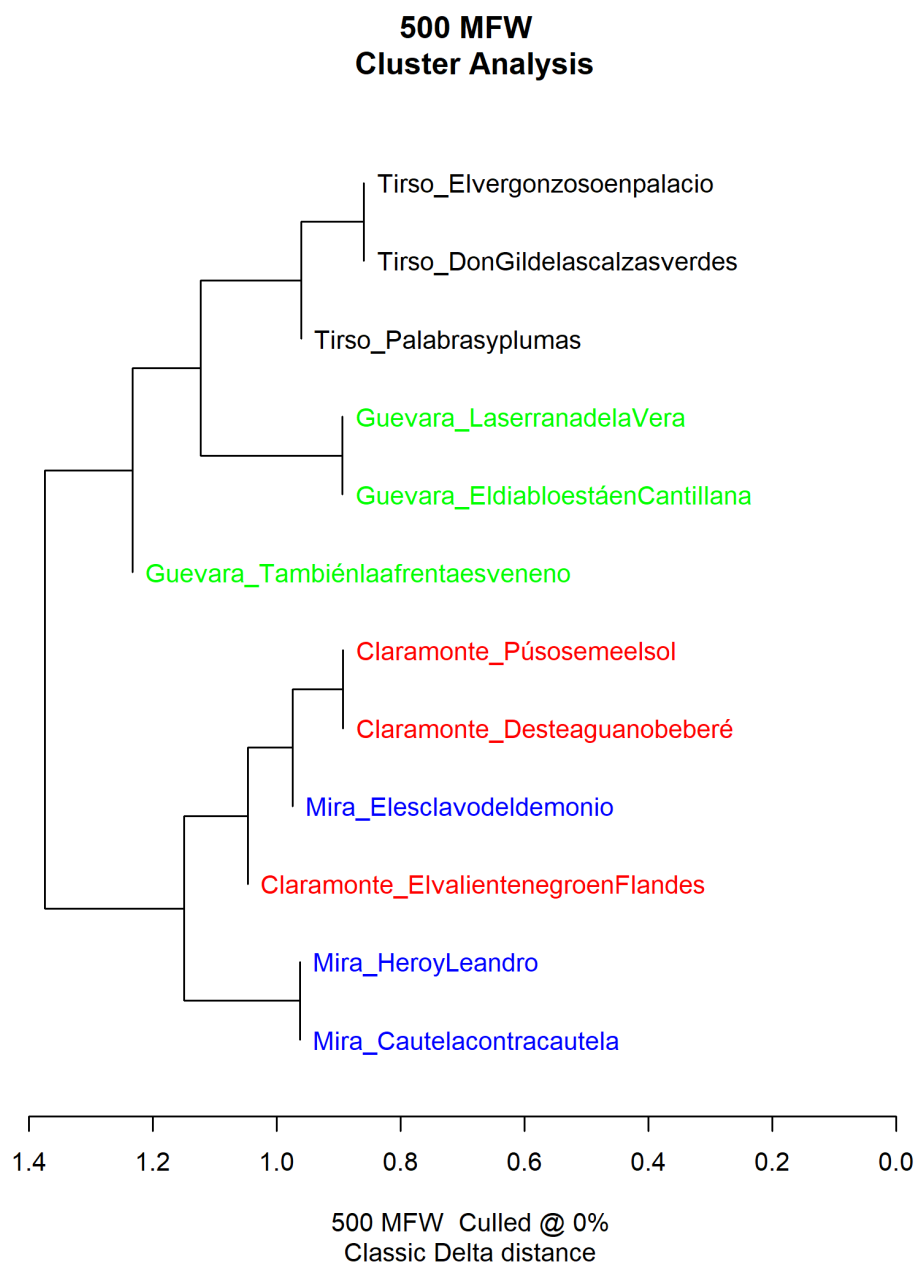 500 MFW
Cluster Analysis
Tirso_Elvergonzosoenpalacio
Tirso_DonGildelascalzasverdes
Tirso_Palabrasyplumas
Guevara_LaserranadelaVera
Guevara_EldiabloestáenCantillana
Guevara_Tambiénlaafrentaesveneno
Claramonte_Púsosemeelsol
Claramonte_Desteaguanobeberé
Mira_Elesclavodeldemonio
Claramonte_ElvalientenegroenFlandes
Mira_HeroyLeandro
Mira_Cautelacontracautela
1.4 1.2 1.0 0.8 0.6 0.4 0.2 0.0
500 MFW Culled @ 0%
Classic Delta distance